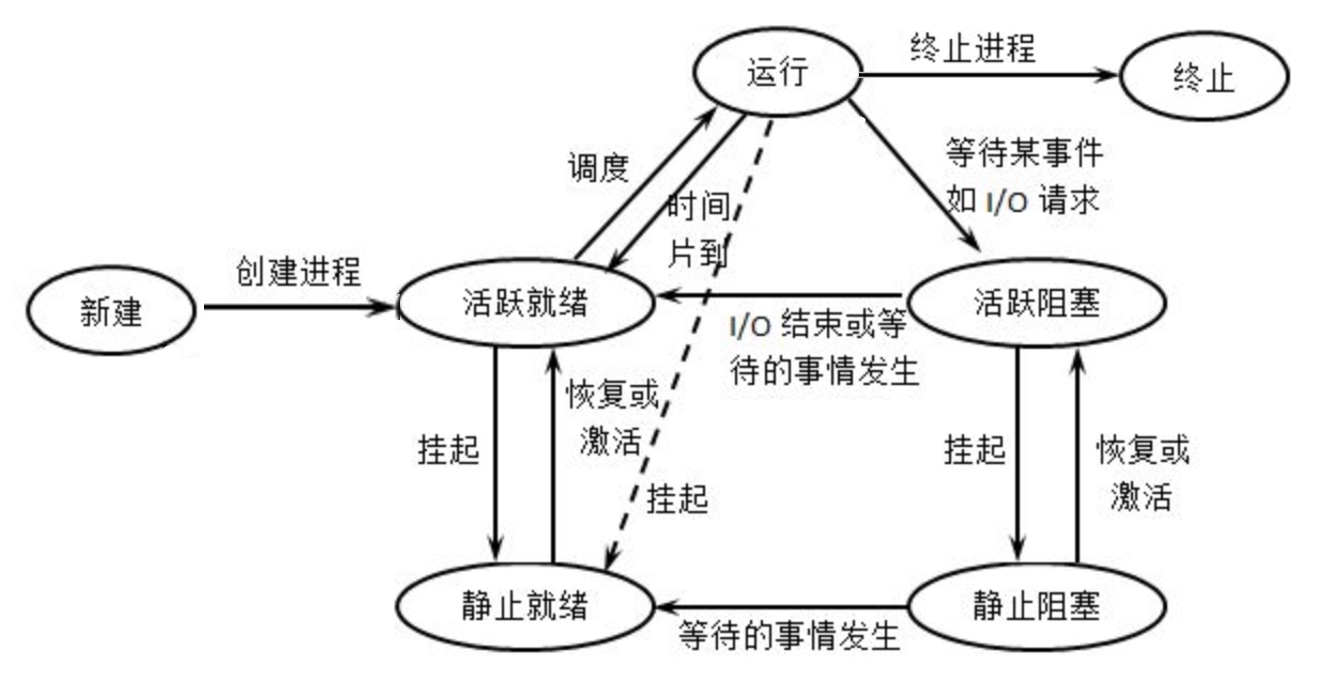 运行
终止进程
终止
调度
时间
片到
等待某事件
如 I/O 请求
新建
创建进程
活跃就绪
活跃阻塞
I/O 结束或等
待的事情发生
挂起
恢复或
激活
挂起
挂起
恢复或
激活
静止就绪
等待的事情发生
静止阻塞